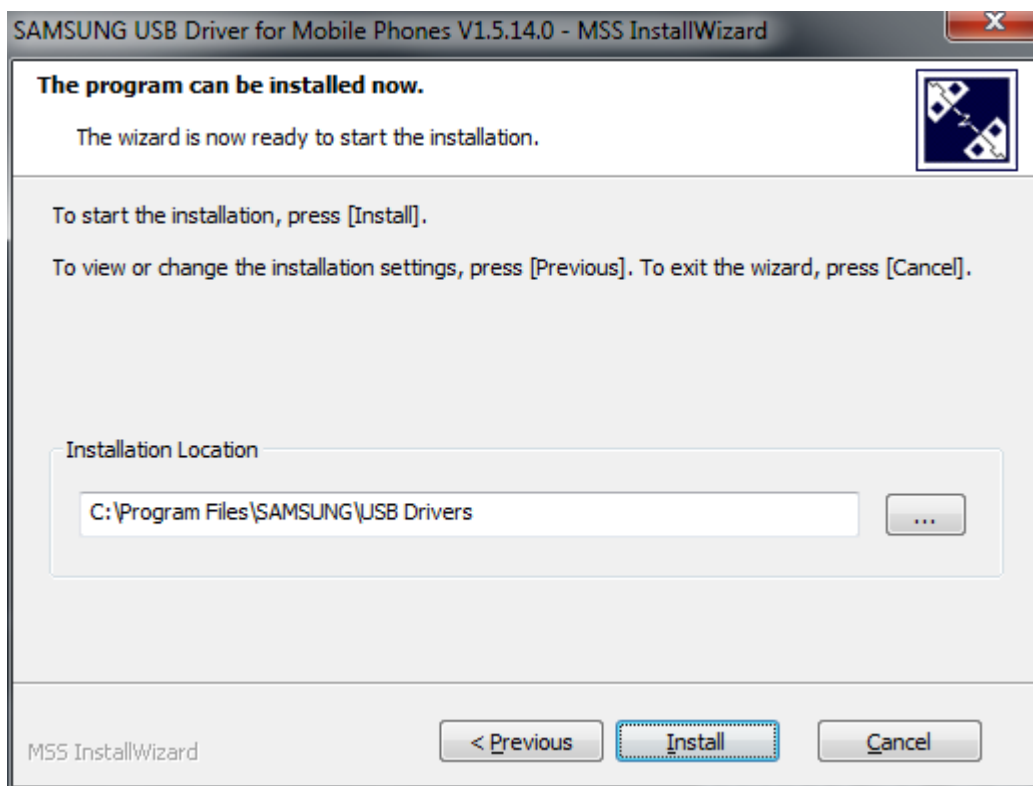 SAMSUNG USB Driver for Mobile Phones V1.5.14.0 - MSS InstallWizard
The program can be installed now.
The wizard is now ready to start the installation.
To start the installation, press [Install].
To view or change the installation settings, press [Previous]. To exit the wizard, press [Cancel].
Installation Location
C:\Program Files\SAMSUNG\USB Drivers
...
MSS InstallWizard
< Previous
Install
Cancel